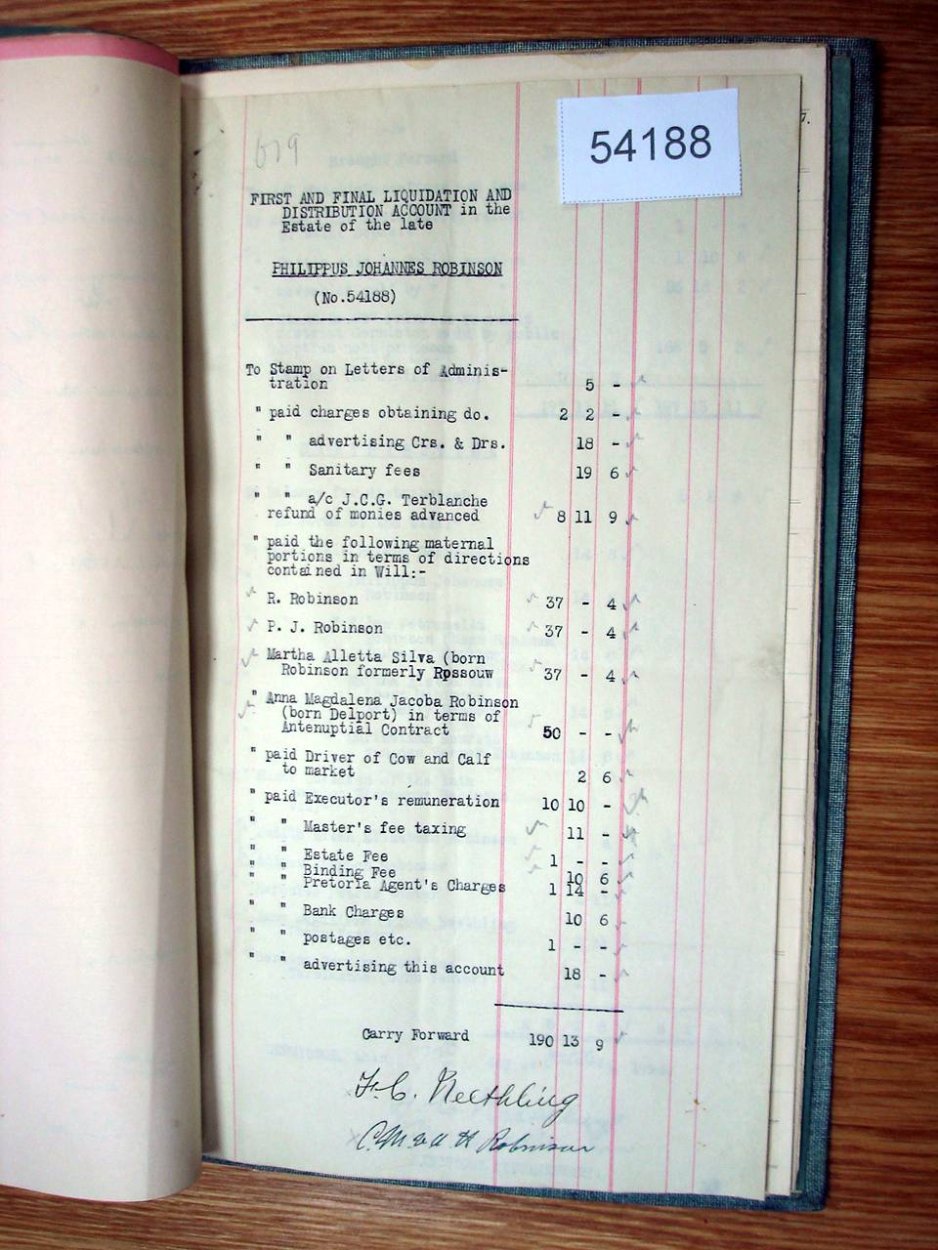 54188
619
FIRST AND FINAL LIQUIDATION AND
DISTRIBUTION ACCOUNT in the
Estate of the late
PHILIPPUS JOHANNES ROBINSON
(No.54188)
To Stamp on Letters of Adminis-
tration 5 -
" paid charges obtaining do. 2 2 -
" " advertising Crs. & Drs. 18 -
" " Sanitary fees 19 6
" " a/c J.C.G. Terblanche
refund of monies advanced 8 11 9
" paid the following maternal
portions in terms of directions
contained in Will:-
R. Robinson 37 - 4
P. J. Robinson 37 - 4
Martha Alletta Silva (born
Robinson formerly Rossouw 37 - 4
" Anna Magdalena Jacoba Robinson
(born Delport) in terms of
Antenuptial Contract 50 - -
" paid Driver of Cow and Calf
to market 2 6
" paid Executor's remuneration 10 10 -
" " Master's fee taxing 11 -
" " Estate Fee 1 - -
" " Binding Fee 10 6
" " Pretoria Agent's Charges 1 14 -
" " Bank Charges 10 6
" " postages etc. 1 - -
" " advertising this account 18 -
Carry Forward 190 13 9
F. C. Neethling
Robinson